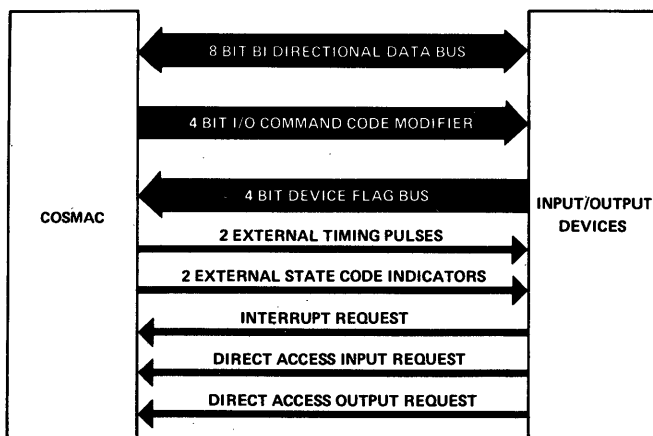 8 BIT BI DIRECTIONAL DATA BUS
4 BIT I/O COMMAND CODE MODIFIER
4 BIT DEVICE FLAG BUS
COSMAC
INPUT/OUTPUT
DEVICES
2 EXTERNAL TIMING PULSES
2 EXTERNAL STATE CODE INDICATORS
INTERRUPT REQUEST
DIRECT ACCESS INPUT REQUEST
DIRECT ACCESS OUTPUT REQUEST